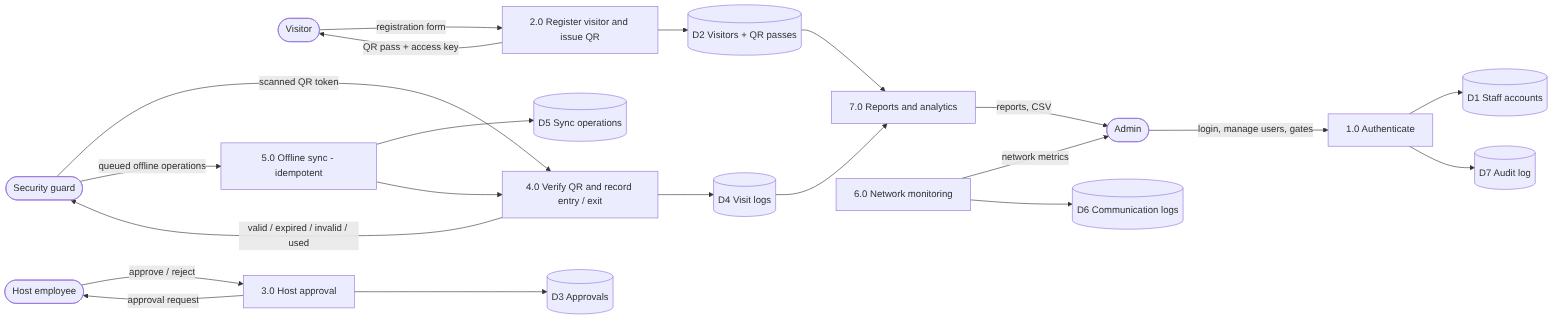 Visitor
registration form
QR pass + access key
2.0 Register visitor and
issue QR
D2 Visitors + QR passes
scanned QR token
D5 Sync operations
7.0 Reports and analytics
reports, CSV
Admin
login, manage users, gates
1.0 Authenticate
D1 Staff accounts
D7 Audit log
Security guard
queued offline operations
5.0 Offline sync -
idempotent
4.0 Verify QR and record
entry / exit
D4 Visit logs
network metrics
6.0 Network monitoring
D6 Communication logs
valid / expired / invalid /
used
Host employee
approve / reject
approval request
3.0 Host approval
D3 Approvals